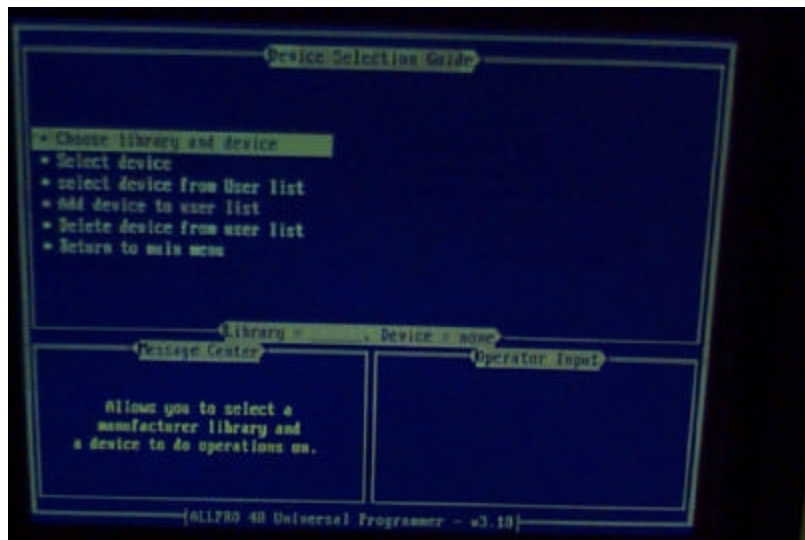 Device Selection Guide
* Choose library and device
* Select device
* select device from User list
* Add device to user list
* Delete device from user list
* Return to main menu
Library = , Device = none
Message Center
Operator Input
Allows you to select a
manufacturer library and
a device to do operations on.
ALLPRO 40 Universal Programmer - v3.10